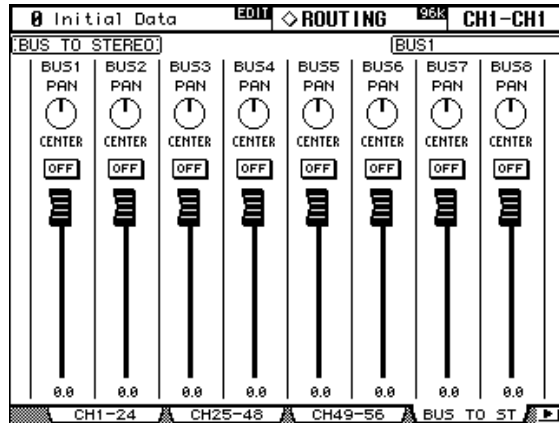 0 Initial Data EDIT ◇ROUTING 96K CH1-CH1
BUS TO STEREO BUS1
BUS1 BUS2 BUS3 BUS4 BUS5 BUS6 BUS7 BUS8
PAN PAN PAN PAN PAN PAN PAN PAN
CENTER CENTER CENTER CENTER CENTER CENTER CENTER CENTER
OFF OFF OFF OFF OFF OFF OFF OFF
0.0 0.0 0.0 0.0 0.0 0.0 0.0 0.0
CH1-24 CH25-48 CH49-56 BUS TO ST